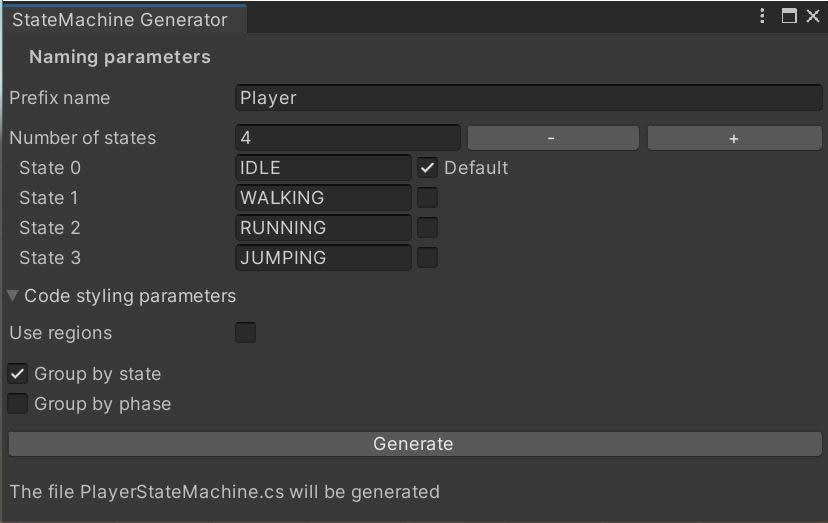 StateMachine Generator
Naming parameters
Prefix name Player
Number of states 4 - +
State 0 IDLE Default
State 1 WALKING
State 2 RUNNING
State 3 JUMPING
Code styling parameters
Use regions
Group by state
Group by phase
Generate
The file PlayerStateMachine.cs will be generated